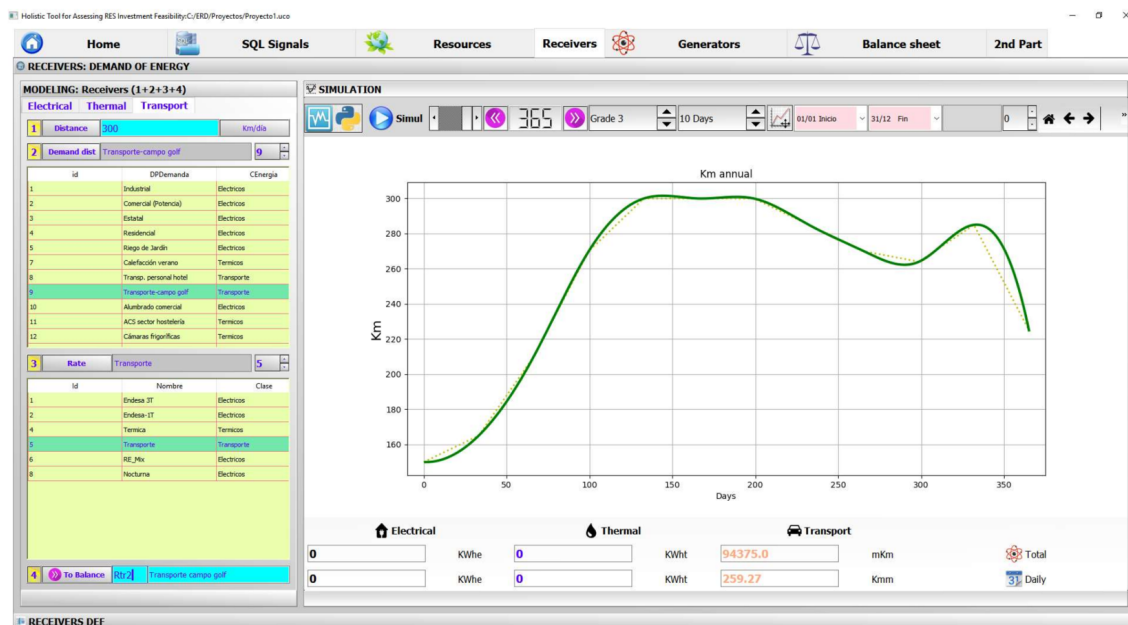 Holistic Tool for Assessing RES Investment Feasibility:C:/ERD/Proyectos/Proyecto1.uco
Home SQL Signals Resources Receivers Generators Balance sheet 2nd Part
RECEIVERS: DEMAND OF ENERGY
MODELING: Receivers (1+2+3+4)
Electrical Thermal Transport
1 Distance 300 Km/día
2 Demand dist Transporte-campo golf 9
id DPDemanda CEnergia
1 Industrial Electricos
2 Comercial (Potencia) Electricos
3 Estatal Electricos
4 Residencial Electricos
5 Riego de Jardín Electricos
7 Calefacción verano Termicos
8 Transp. personal hotel Transporte
9 Transporte-campo golf Transporte
10 Alumbrado comercial Electricos
11 ACS sector hostelería Termicos
12 Cámaras frigoríficas Termicos
3 Rate Transporte 5
Id Nombre Clase
1 Endesa 3T Electricos
2 Endesa-1T Electricos
4 Termica Termicos
5 Transporte Transporte
6 RE_Mix Electricos
8 Nocturna Electricos
4 To Balance Rtr2 Transporte campo golf
SIMULATION
Simul 365 Grade 3 10 Days 01/01 Inicio 31/12 Fin 0 »
Km annual
300
280
260
240
220
200
180
160
Km
0 50 100 150 200 250 300 350
Days
Electrical Thermal Transport
0 KWhe 0 KWht 94375.0 mKm Total
0 KWhe 0 KWht 259.27 Kmm 31 Daily
RECEIVERS DEF